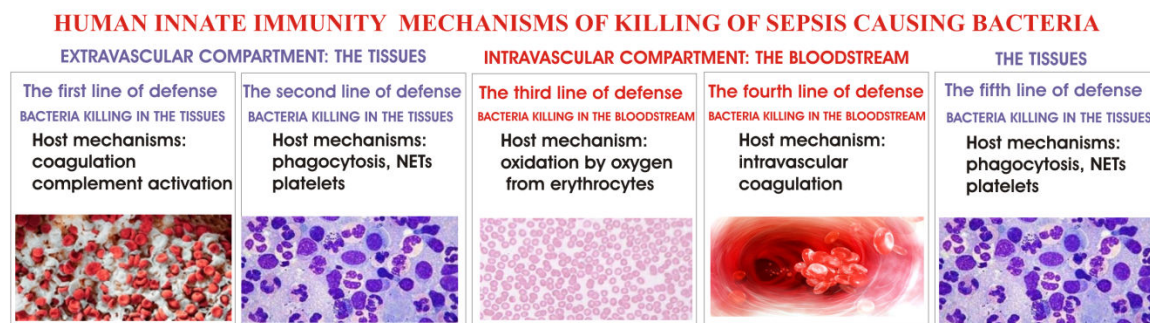 HUMAN INNATE IMMUNITY MECHANISMS OF KILLING OF SEPSIS CAUSING BACTERIA
EXTRAVASCULAR COMPARTMENT: THE TISSUES
INTRAVASCULAR COMPARTMENT: THE BLOODSTREAM
THE TISSUES
The first line of defense
BACTERIA KILLING IN THE TISSUES
Host mechanisms:
coagulation
complement activation
The second line of defense
BACTERIA KILLING IN THE TISSUES
Host mechanisms:
phagocytosis, NETs
platelets
The third line of defense
BACTERIA KILLING IN THE BLOODSTREAM
Host mechanism:
oxidation by oxygen
from erythrocytes
The fourth line of defense
BACTERIA KILLING IN THE BLOODSTREAM
Host mechanism:
intravascular
coagulation
The fifth line of defense
BACTERIA KILLING IN THE TISSUES
Host mechanisms:
phagocytosis, NETs
platelets